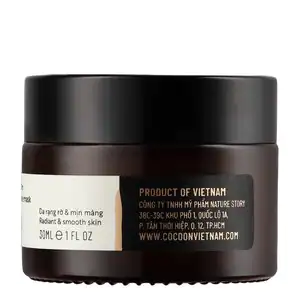 mask
Da rạng rỡ & mịn màng
Radiant & smooth skin
30ML e 1 FL OZ
PRODUCT OF VIETNAM
CÔNG TY TNHH MỸ PHẨM NATURE STORY
38C-39C KHU PHỐ 1, QUỐC LỘ 1A,
P. TÂN THỚI HIỆP, Q. 12, TP.HCM
WWW.COCOONVIETNAM.COM